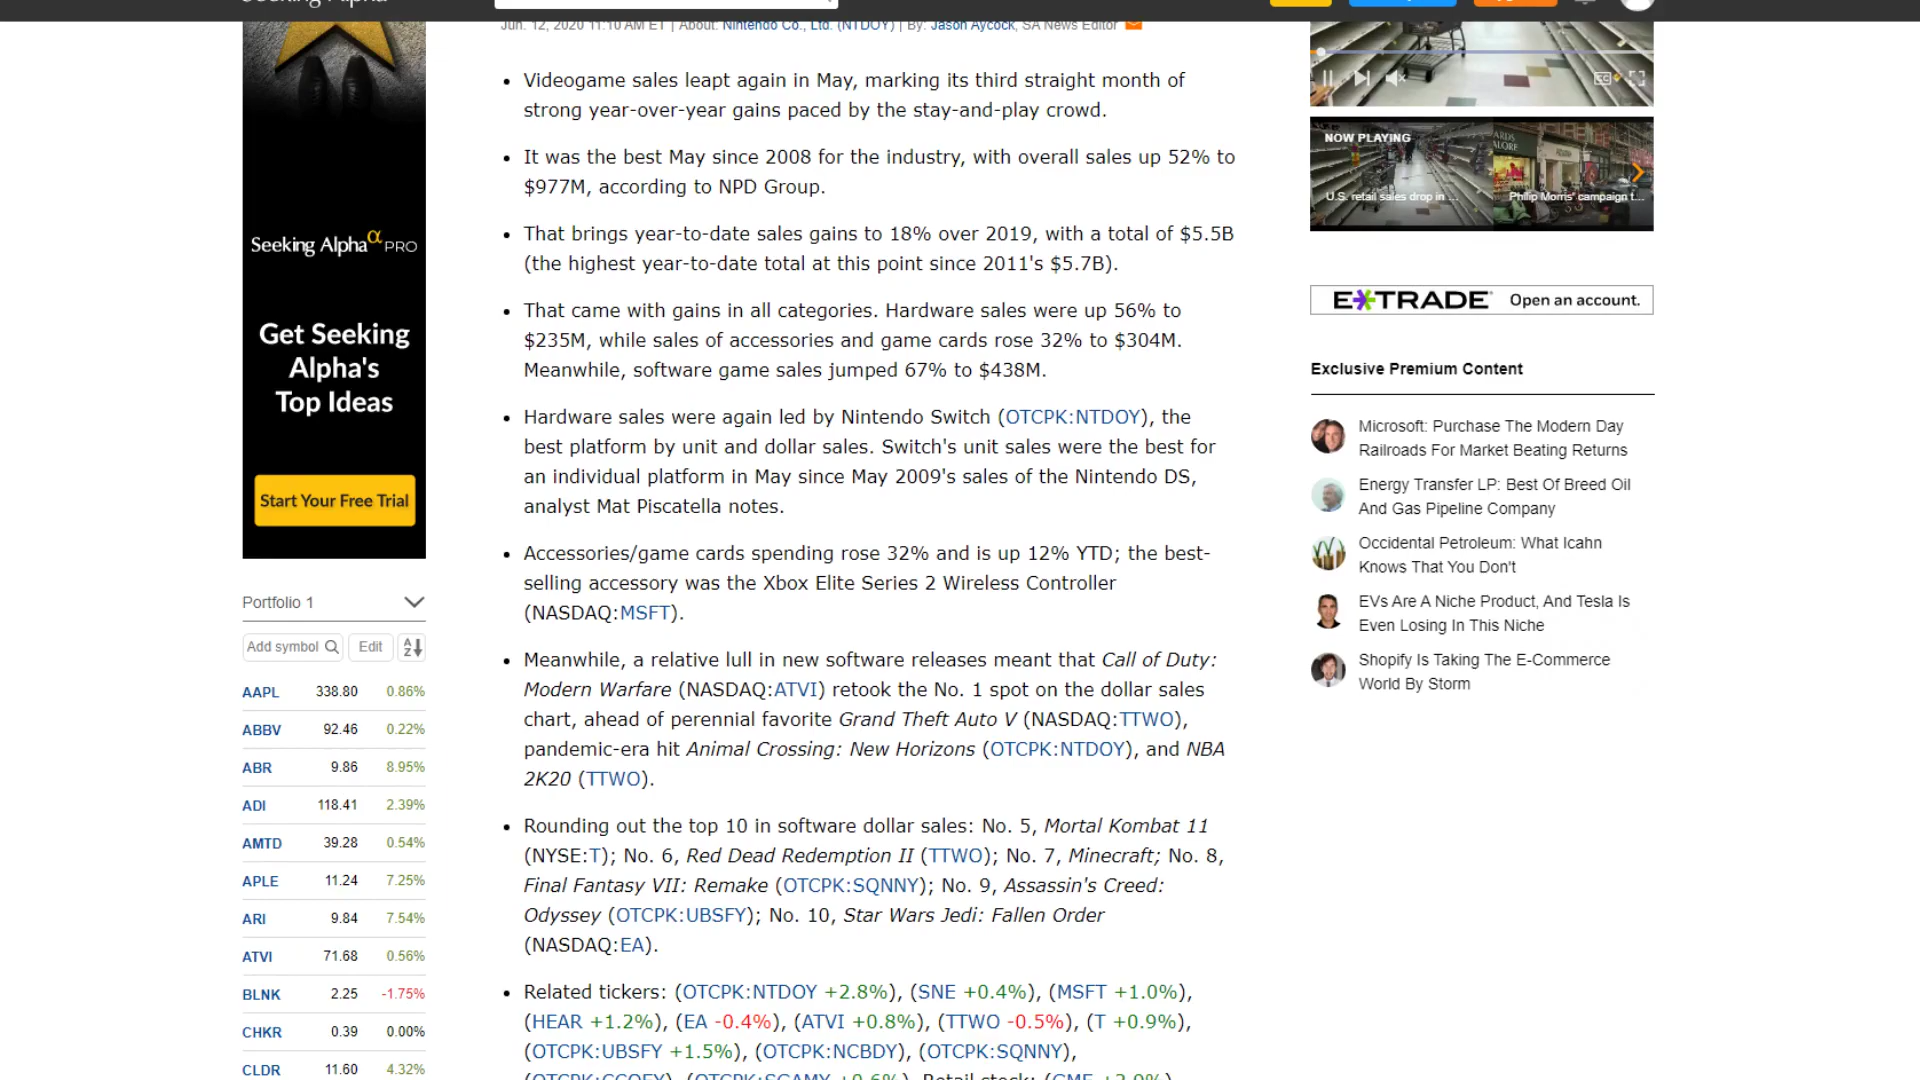 Jun. 12, 2020 11:10 AM ET | About: Nintendo Co., Ltd. (NTDOY) | By: Jason Aycock, SA News Editor
• Videogame sales leapt again in May, marking its third straight month of
strong year-over-year gains paced by the stay-and-play crowd.
• It was the best May since 2008 for the industry, with overall sales up 52% to
$977M, according to NPD Group.
• That brings year-to-date sales gains to 18% over 2019, with a total of $5.5B
(the highest year-to-date total at this point since 2011's $5.7B).
• That came with gains in all categories. Hardware sales were up 56% to
$235M, while sales of accessories and game cards rose 32% to $304M.
Meanwhile, software game sales jumped 67% to $438M.
• Hardware sales were again led by Nintendo Switch (OTCPK:NTDOY), the
best platform by unit and dollar sales. Switch's unit sales were the best for
an individual platform in May since May 2009's sales of the Nintendo DS,
analyst Mat Piscatella notes.
• Accessories/game cards spending rose 32% and is up 12% YTD; the best-
selling accessory was the Xbox Elite Series 2 Wireless Controller
(NASDAQ:MSFT).
• Meanwhile, a relative lull in new software releases meant that Call of Duty:
Modern Warfare (NASDAQ:ATVI) retook the No. 1 spot on the dollar sales
chart, ahead of perennial favorite Grand Theft Auto V (NASDAQ:TTWO),
pandemic-era hit Animal Crossing: New Horizons (OTCPK:NTDOY), and NBA
2K20 (TTWO).
• Rounding out the top 10 in software dollar sales: No. 5, Mortal Kombat 11
(NYSE:T); No. 6, Red Dead Redemption II (TTWO); No. 7, Minecraft; No. 8,
Final Fantasy VII: Remake (OTCPK:SQNNY); No. 9, Assassin's Creed:
Odyssey (OTCPK:UBSFY); No. 10, Star Wars Jedi: Fallen Order
(NASDAQ:EA).
• Related tickers: (OTCPK:NTDOY +2.8%), (SNE +0.4%), (MSFT +1.0%),
(HEAR +1.2%), (EA -0.4%), (ATVI +0.8%), (TTWO -0.5%), (T +0.9%),
(OTCPK:UBSFY +1.5%), (OTCPK:NCBDY), (OTCPK:SQNNY),
Seeking Alpha α PRO
Get Seeking
Alpha's
Top Ideas
Start Your Free Trial
Portfolio 1
Add symbol Edit A Z
AAPL 338.80 0.86%
ABBV 92.46 0.22%
ABR 9.86 8.95%
ADI 118.41 2.39%
AMTD 39.28 0.54%
APLE 11.24 7.25%
ARI 9.84 7.54%
ATVI 71.68 0.56%
BLNK 2.25 -1.75%
CHKR 0.39 0.00%
CLDR 11.60 4.32%
CC
NOW PLAYING
U.S. retail sales drop in ...
Philip Morris' campaign t...
E*TRADE Open an account.
Exclusive Premium Content
Microsoft: Purchase The Modern Day
Railroads For Market Beating Returns
Energy Transfer LP: Best Of Breed Oil
And Gas Pipeline Company
Occidental Petroleum: What Icahn
Knows That You Don't
EVs Are A Niche Product, And Tesla Is
Even Losing In This Niche
Shopify Is Taking The E-Commerce
World By Storm